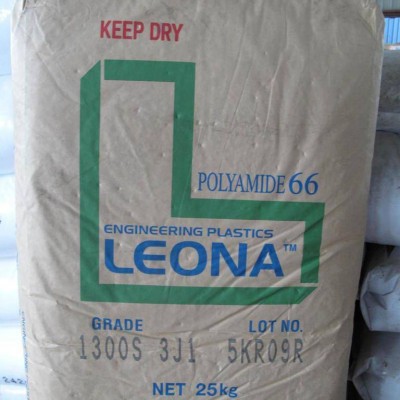 KEEP DRY
POLYAMIDE 66
ENGINEERING PLASTICS
LEONA™
GRADE LOT NO.
1300S 3J1 5KR09R
NET 25kg